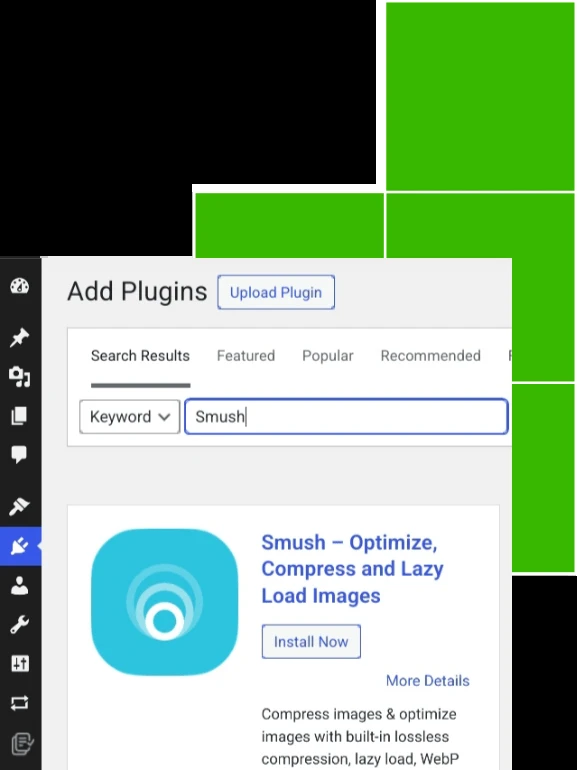 Add Plugins Upload Plugin
Search Results Featured Popular Recommended
Keyword Smush
Smush – Optimize,
Compress and Lazy
Load Images
Install Now
More Details
Compress images & optimize
images with built-in lossless
compression, lazy load, WebP